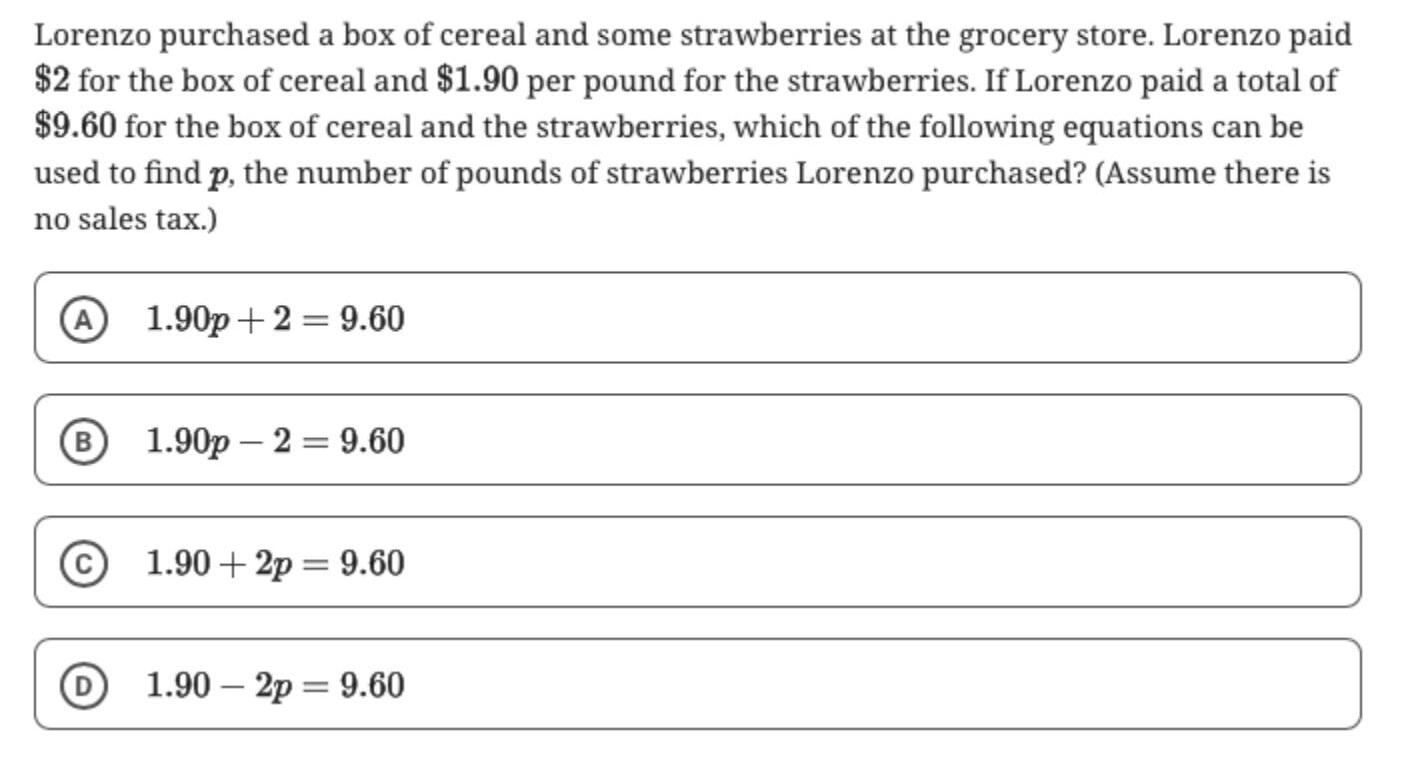 Lorenzo purchased a box of cereal and some strawberries at the grocery store. Lorenzo paid
$2 for the box of cereal and $1.90 per pound for the strawberries. If Lorenzo paid a total of
$9.60 for the box of cereal and the strawberries, which of the following equations can be
used to find p, the number of pounds of strawberries Lorenzo purchased? (Assume there is
no sales tax.)
A 1.90p + 2 = 9.60
B 1.90p − 2 = 9.60
C 1.90 + 2p = 9.60
D 1.90 − 2p = 9.60